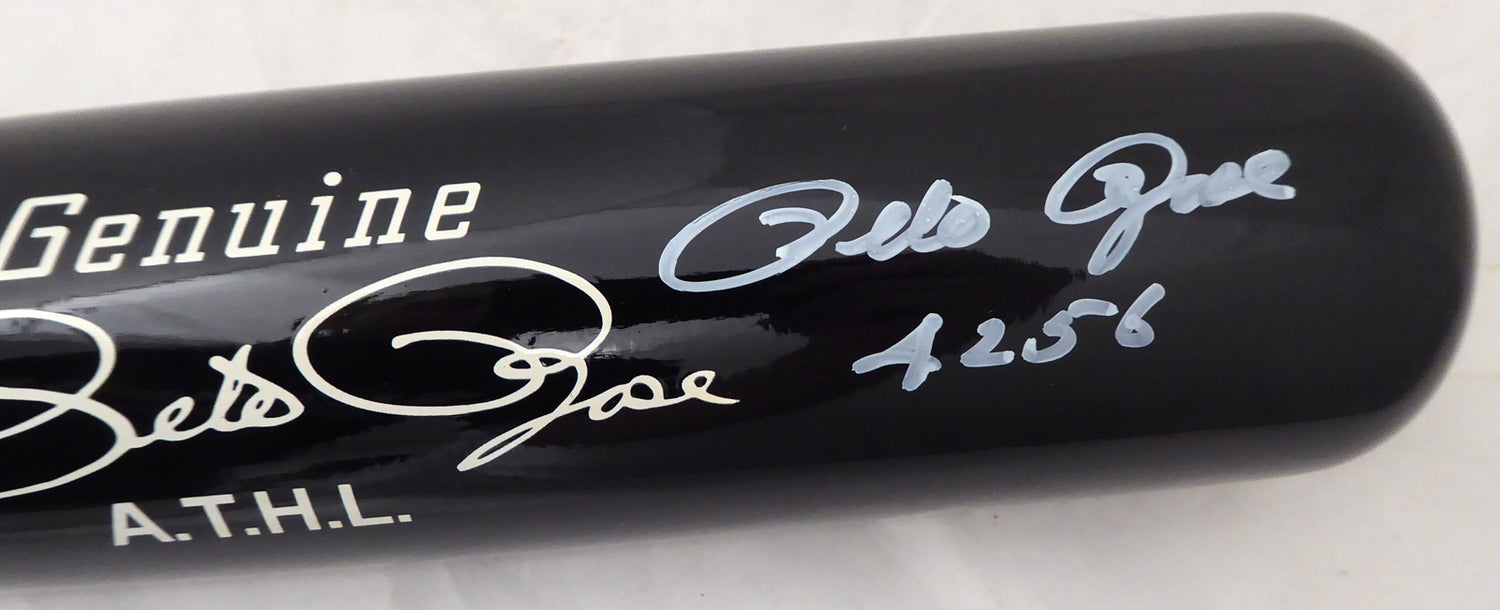 Genuine
Pete Rose
A.T.H.L.
Pete Rose
4256